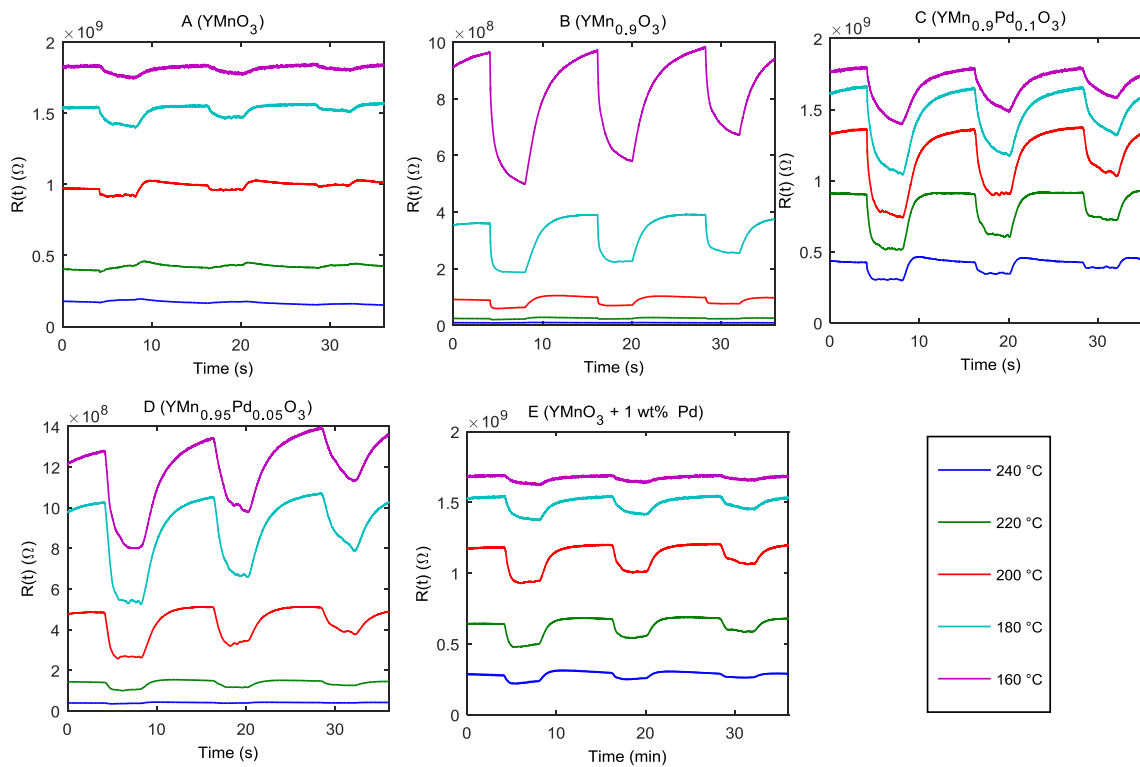 A (YMnO3)
×10^9
2
1.5
1
0.5
0
R(t) (Ω)
0 10 20 30
Time (s)
B (YMn0.9O3)
10 ×10^8
8
6
4
2
0
R(t) (Ω)
0 10 20 30
Time (s)
C (YMn0.9Pd0.1O3)
×10^9
2
1.5
1
0.5
0
R(t) (Ω)
0 10 20 30
Time (s)
D (YMn0.95Pd0.05O3)
×10^8
14
12
10
8
6
4
2
0
R(t) (Ω)
0 10 20 30
Time (s)
E (YMnO3 + 1 wt% Pd)
×10^9
2
1.5
1
0.5
0
R(t) (Ω)
0 10 20 30
Time (min)
240 °C
220 °C
200 °C
180 °C
160 °C